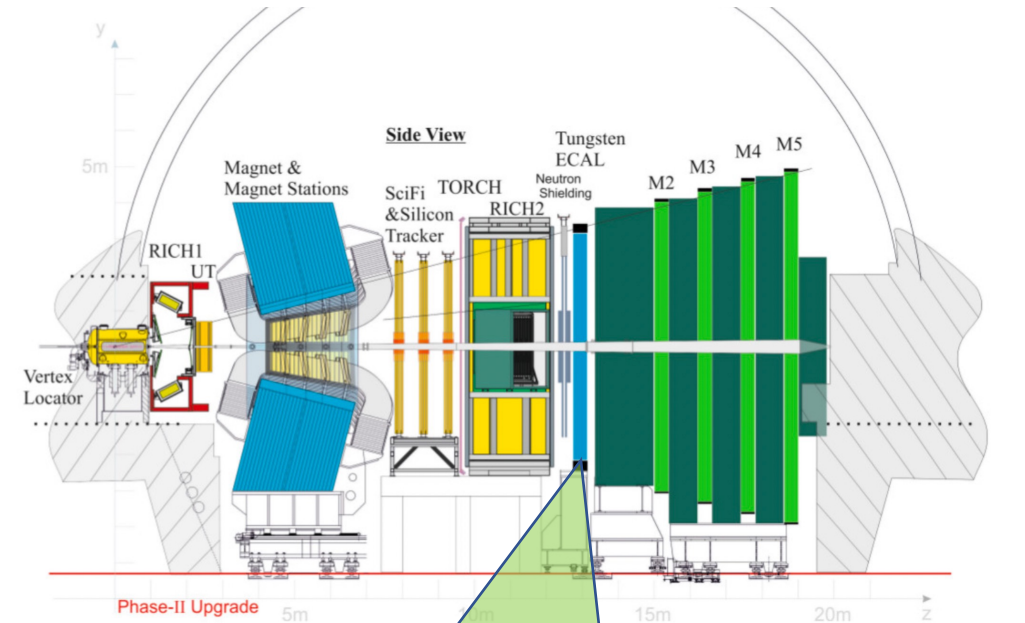 y
Side View
5m
Magnet &
Magnet Stations
SciFi
&Silicon
Tracker
TORCH
RICH2
Tungsten
ECAL
Neutron
Shielding
M2
M3
M4
M5
RICH1
UT
Vertex
Locator
Phase-II Upgrade
5m
10m
15m
20m
z